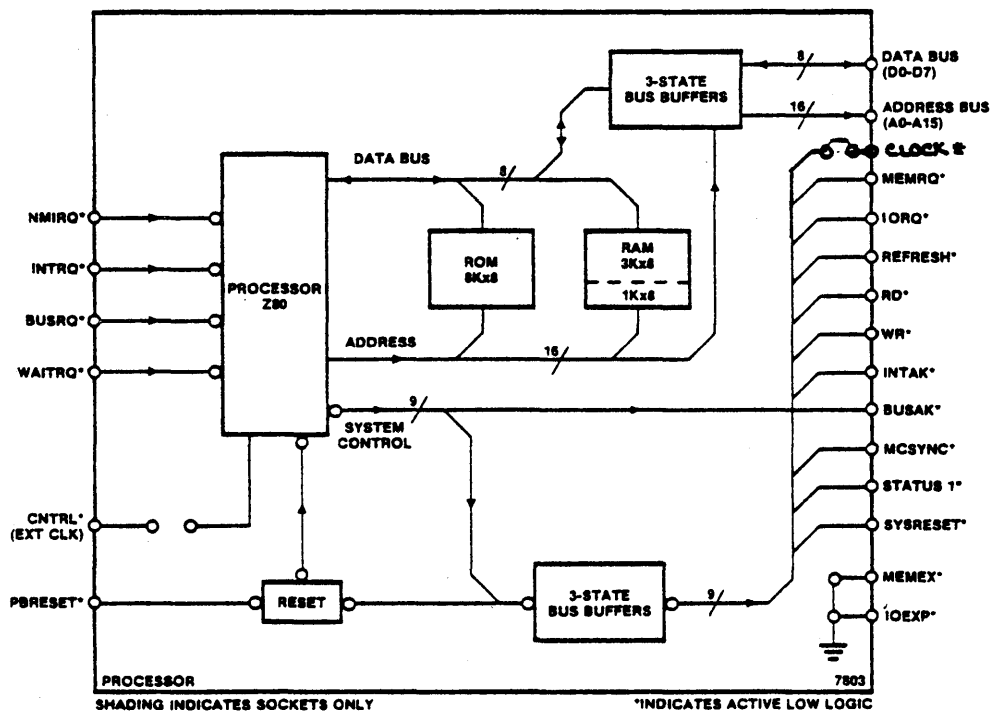 DATA BUS
(D0-D7)
3-STATE
BUS BUFFERS
8
ADDRESS BUS
(A0-A15)
16
CLOCK *
DATA BUS
8
MEMRQ*
NMIRQ*
IORQ*
ROM
8Kx8
RAM
3Kx8
1Kx8
REFRESH*
INTRQ*
PROCESSOR
Z80
RD*
BUSRQ*
WR*
ADDRESS
16
WAITRQ*
INTAK*
9
BUSAK*
SYSTEM
CONTROL
MCSYNC*
STATUS 1*
CNTRL*
(EXT CLK)
SYSRESET*
MEMEX*
PBRESET*
RESET
3-STATE
BUS BUFFERS
9
IOEXP*
PROCESSOR
7803
SHADING INDICATES SOCKETS ONLY
*INDICATES ACTIVE LOW LOGIC